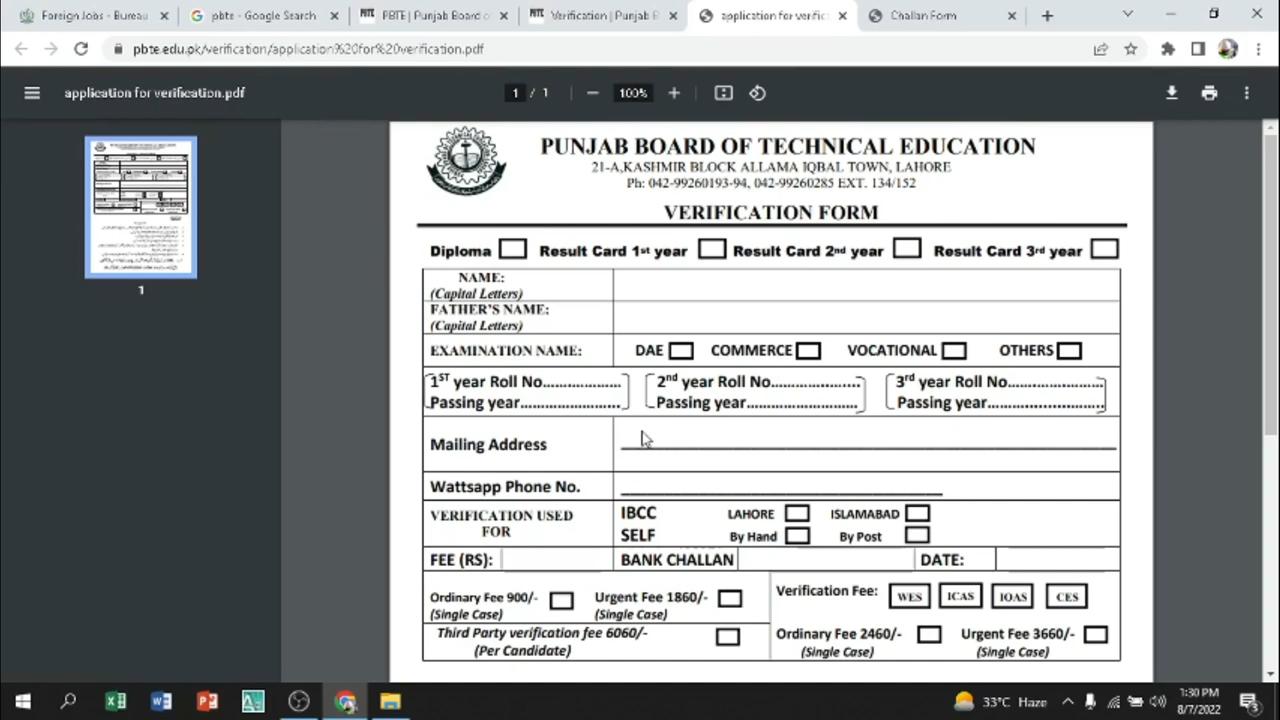 Foreign Jobs - Bureau
pbte - Google Search
PBTE | Punjab Board o
Verification | Punjab B
application for verific
Challan Form
pbte.edu.pk/verification/application%20for%20verification.pdf
application for verification.pdf
1 / 1
100%
1
PUNJAB BOARD OF TECHNICAL EDUCATION
21-A,KASHMIR BLOCK ALLAMA IQBAL TOWN, LAHORE
Ph: 042-99260193-94, 042-99260285 EXT. 134/152
VERIFICATION FORM
Diploma Result Card 1st year Result Card 2nd year Result Card 3rd year
NAME:
(Capital Letters)
FATHER'S NAME:
(Capital Letters)
EXAMINATION NAME: DAE COMMERCE VOCATIONAL OTHERS
1ST year Roll No..................... 2nd year Roll No..................... 3rd year Roll No.....................
Passing year........................ Passing year........................ Passing year........................
Mailing Address
Wattsapp Phone No.
VERIFICATION USED FOR
IBCC LAHORE ISLAMABAD
SELF By Hand By Post
FEE (RS): BANK CHALLAN DATE:
Ordinary Fee 900/- Urgent Fee 1860/-
(Single Case) (Single Case)
Third Party verification fee 6060/-
(Per Candidate)
Verification Fee: WES ICAS IOAS CES
Ordinary Fee 2460/- Urgent Fee 3660/-
(Single Case) (Single Case)
33°C Haze
1:30 PM
8/7/2022
3